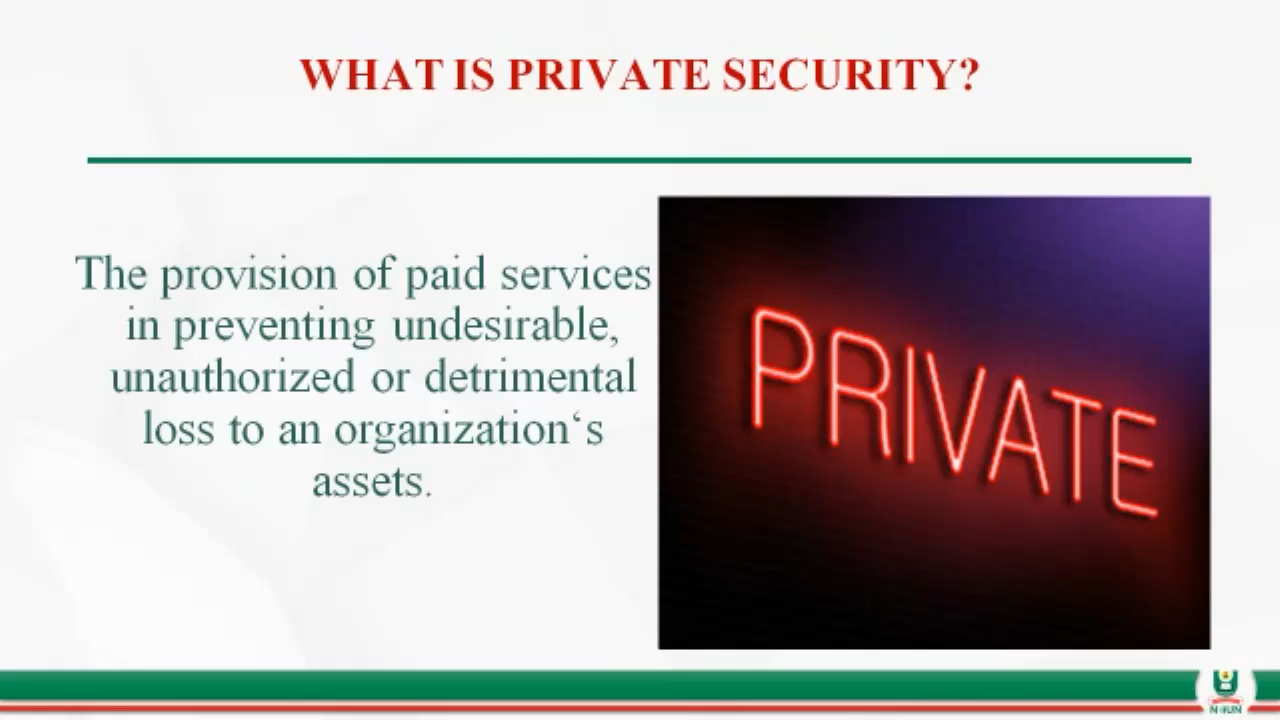 WHAT IS PRIVATE SECURITY?
The provision of paid services
in preventing undesirable,
unauthorized or detrimental
loss to an organization‘s
assets.
PRIVATE
NOUN